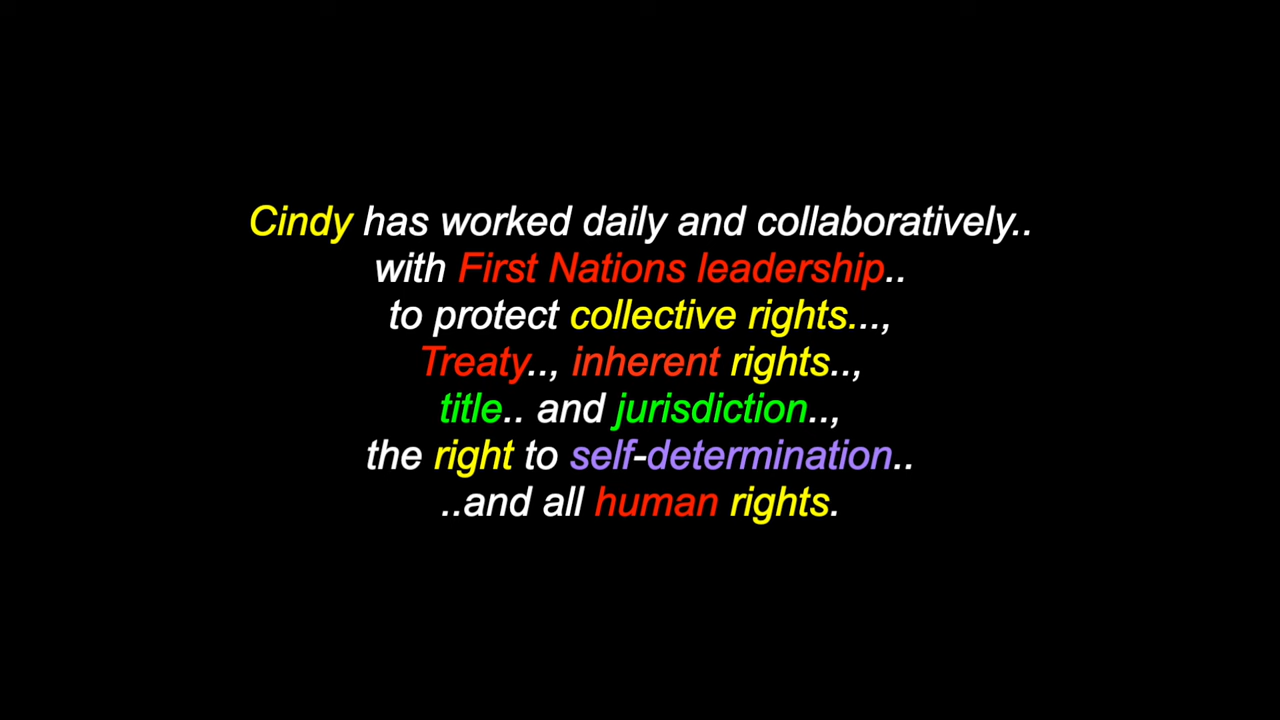 Cindy has worked daily and collaboratively..
with First Nations leadership..
to protect collective rights...,
Treaty.., inherent rights..,
title.. and jurisdiction..,
the right to self-determination..
..and all human rights.